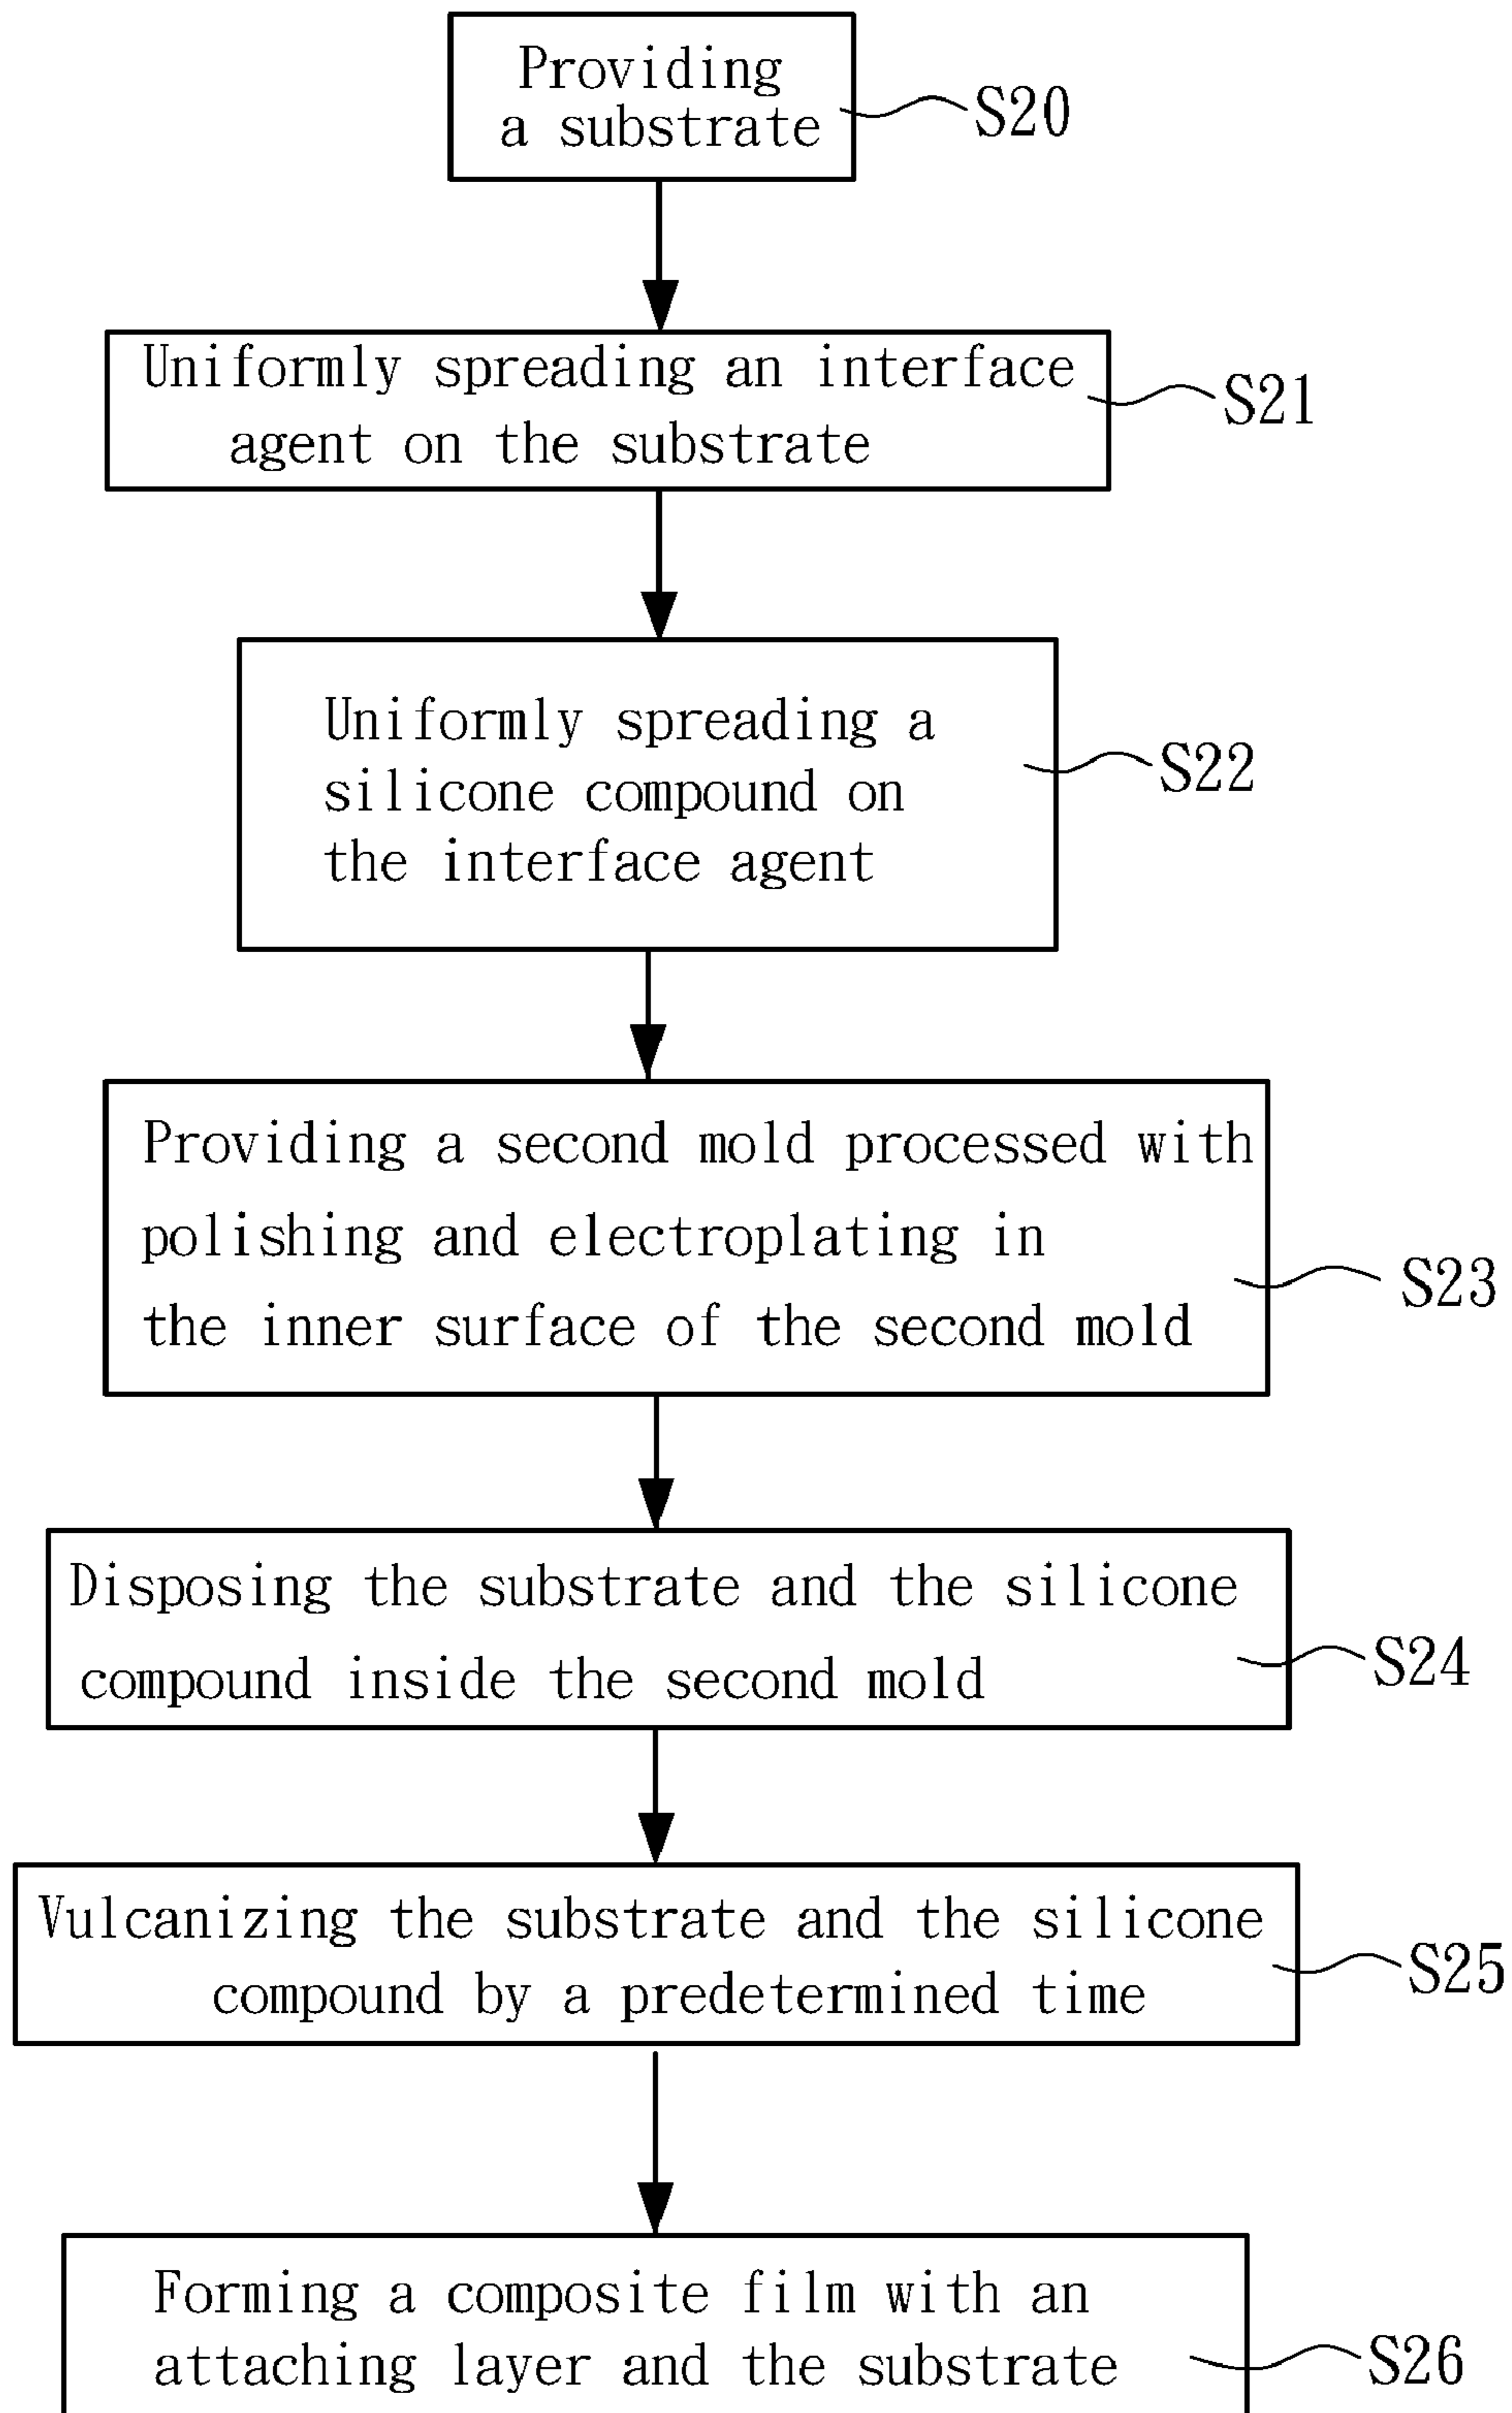 Providing
a substrate
S20
Uniformly spreading an interface
agent on the substrate
S21
Uniformly spreading a
silicone compound on
the interface agent
S22
Providing a second mold processed with
polishing and electroplating in
the inner surface of the second mold
S23
Disposing the substrate and the silicone
compound inside the second mold
S24
Vulcanizing the substrate and the silicone
compound by a predetermined time
S25
Forming a composite film with an
attaching layer and the substrate
S26